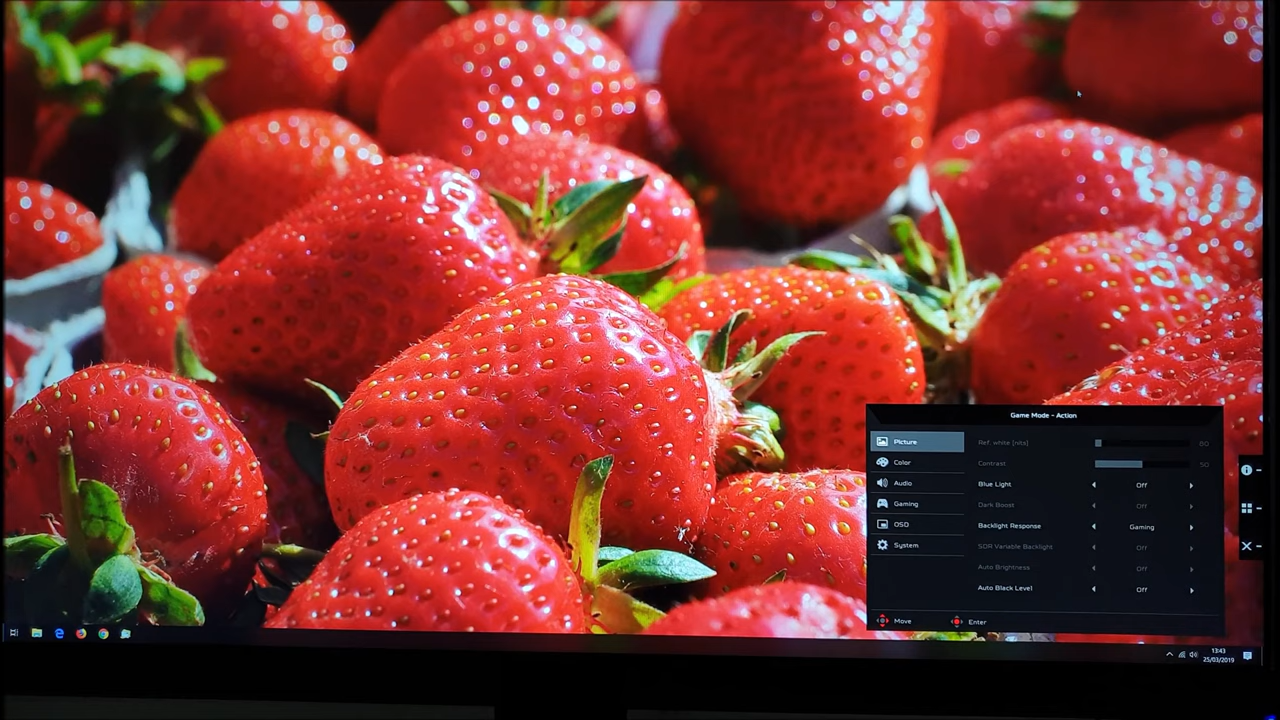 Game Mode - Action
Picture
Color
Audio
Gaming
OSD
System
Ref. white (nits) 80
Contrast 50
Blue Light Off
Dark Boost Off
Backlight Response Gaming
SDR Variable Backlight Off
Auto Brightness Off
Auto Black Level Off
Move Enter
13:43
25/03/2019